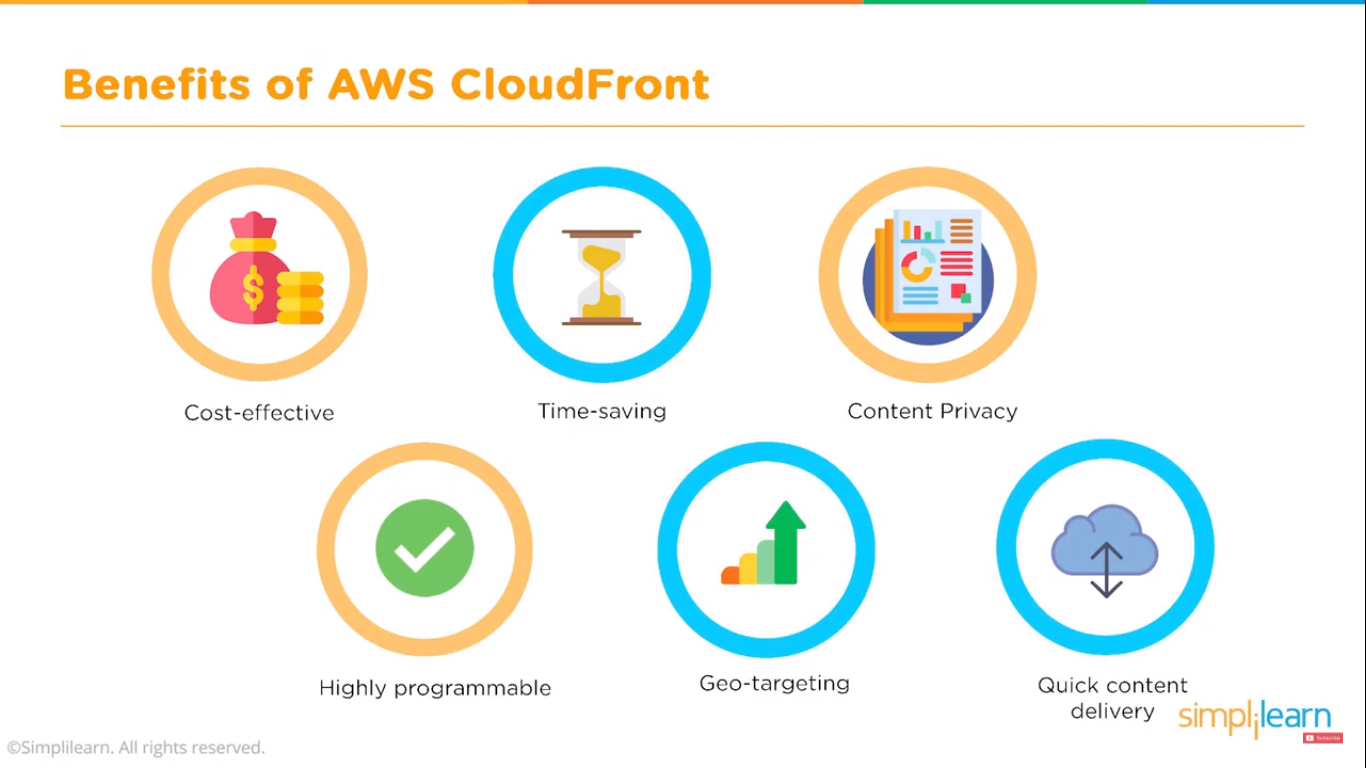 Benefits of AWS CloudFront
$
Cost-effective
Time-saving
Content Privacy
Highly programmable
Geo-targeting
Quick content
delivery
simplilearn
Subscribe
©Simplilearn. All rights reserved.